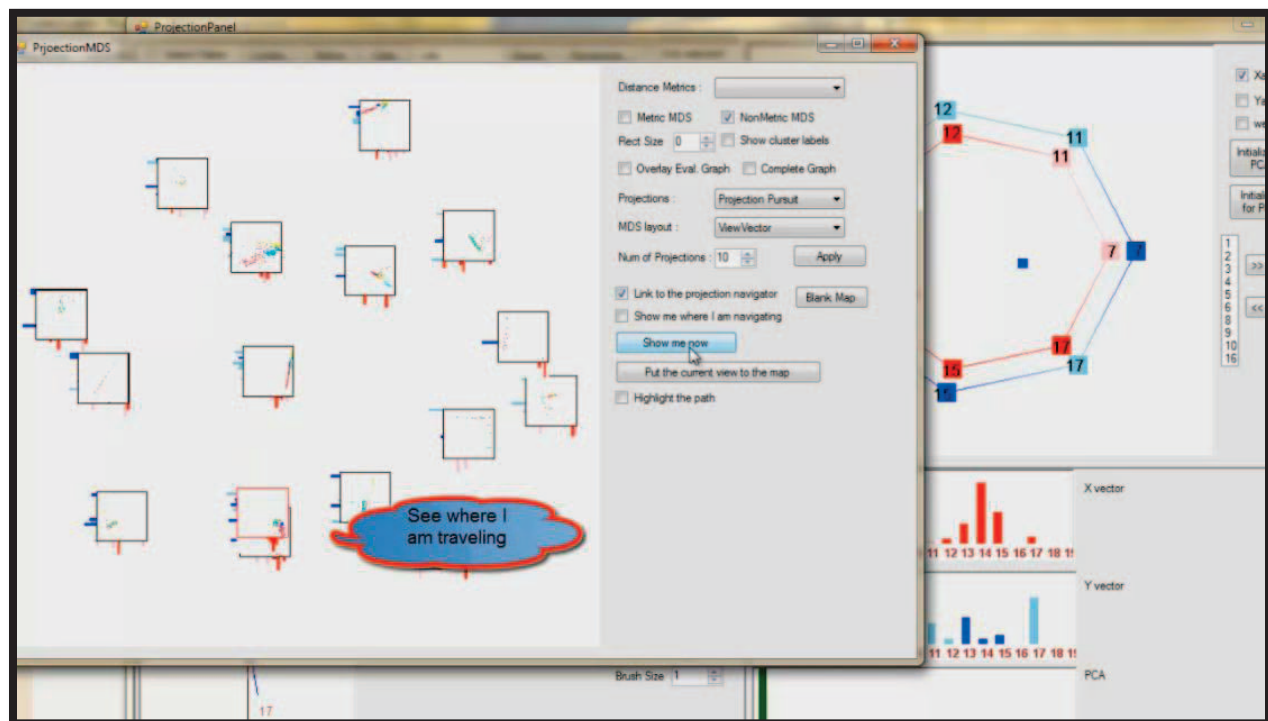 ProjectionPanel
PrjoectionMDS
Distance Metrics :
Metric MDS
NonMetric MDS
Rect Size 0
Show cluster labels
Overlay Eval. Graph
Complete Graph
Projections :
Projection Pursuit
MDS layout :
ViewVector
Num of Projections : 10
Apply
Link to the projection navigator
Blank Map
Show me where I am navigating
Show me now
Put the current view to the map
Highlight the path
See where I
am traveling
12
12
11
11
7
7
17
17
15
15
1
2
3
4
5
6
8
9
10
16
>>
<<
X vector
11 12 13 14 15 16 17 18
Y vector
11 12 13 14 15 16 17 18
PCA
Brush Size 1
17